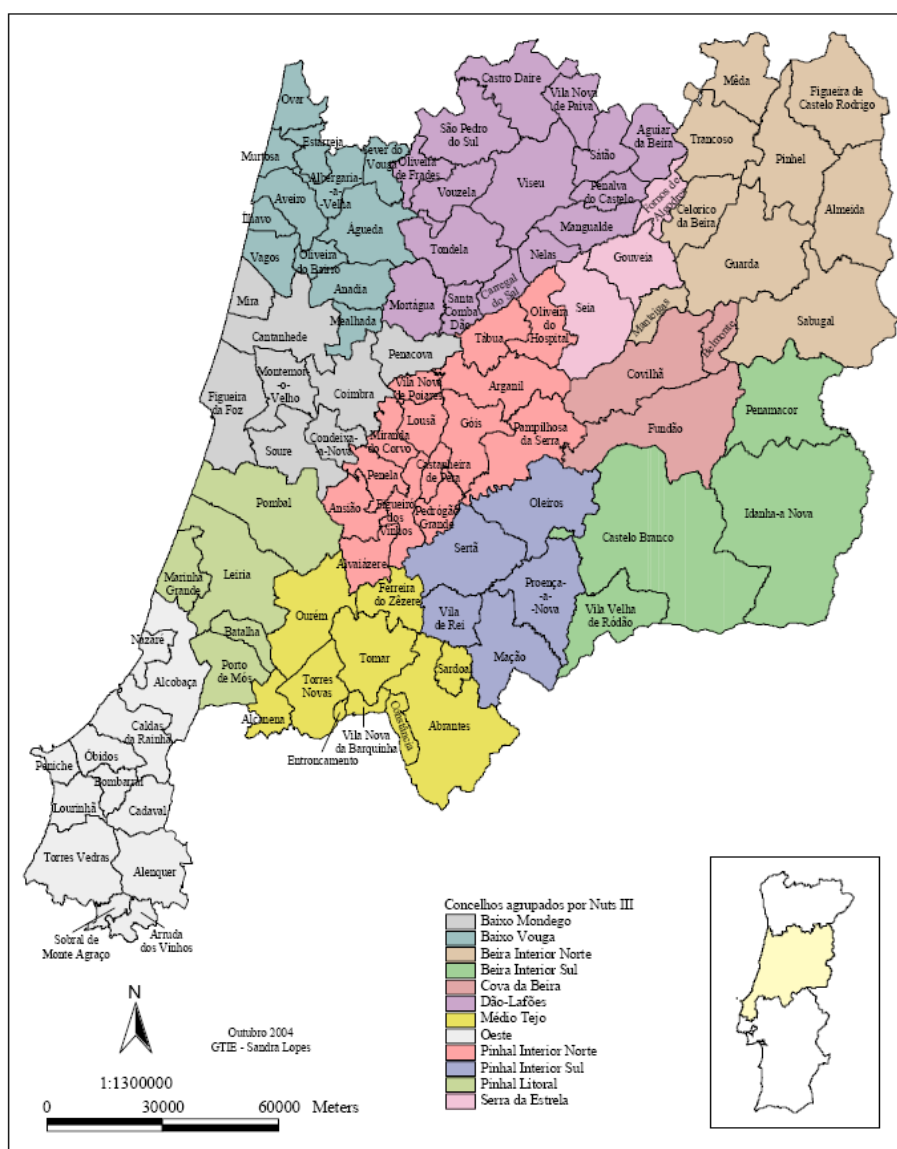 Ovar
Castro Daire
Vila Nova
de Paiva
Mêda
Figueira de
Castelo Rodrigo
Estarreja
Sever do
Vouga
São Pedro
do Sul
Aguiar
da Beira
Trancoso
Murtosa
Albergaria-
-a-
-Velha
Oliveira
de Frades
Sátão
Pinhel
Vouzela
Viseu
Penalva
do Castelo
Fornos de
Algodres
Aveiro
Celorico
da Beira
Almeida
Ílhavo
Águeda
Mangualde
Tondela
Vagos
Oliveira
do Bairro
Nelas
Gouveia
Guarda
Anadia
Mortágua
Santa
Comba
Dão
Carregal
do Sal
Seia
Manteigas
Mira
Mealhada
Oliveira
do
Hospital
Sabugal
Cantanhede
Tábua
Belmonte
Penacova
Covilhã
Montemor
-o-
Velho
Vila Nova
de Poiares
Arganil
Figueira
da Foz
Coimbra
Penamacor
Lousã
Góis
Pampilhosa
da Serra
Fundão
Soure
Condeixa-
-a-Nova
Miranda
do Corvo
Castanheira
de Pera
Penela
Pombal
Ansião
Figueiró
dos
Vinhos
Pedrógão
Grande
Oleiros
Idanha-a Nova
Castelo Branco
Sertã
Alvaiázere
Marinha
Grande
Leiria
Ferreira
do Zêzere
Proença-
-a-
-Nova
Ourém
Vila
de Rei
Vila Velha
de Ródão
Batalha
Nazaré
Tomar
Sardoal
Mação
Porto
de Mós
Alcobaça
Torres
Novas
Alcanena
Constância
Abrantes
Caldas
da Rainha
Vila Nova
da Barquinha
Entroncamento
Óbidos
Peniche
Bombarral
Lourinhã
Cadaval
Torres Vedras
Alenquer
Sobral de
Monte Agraço
Arruda
dos Vinhos
Concelhos agrupados por Nuts III
Baixo Mondego
Baixo Vouga
Beira Interior Norte
Beira Interior Sul
Cova da Beira
Dão-Lafões
Médio Tejo
Oeste
Pinhal Interior Norte
Pinhal Interior Sul
Pinhal Litoral
Serra da Estrela
N
Outubro 2004
GTIE - Sandra Lopes
1:1300000
0 30000 60000 Meters